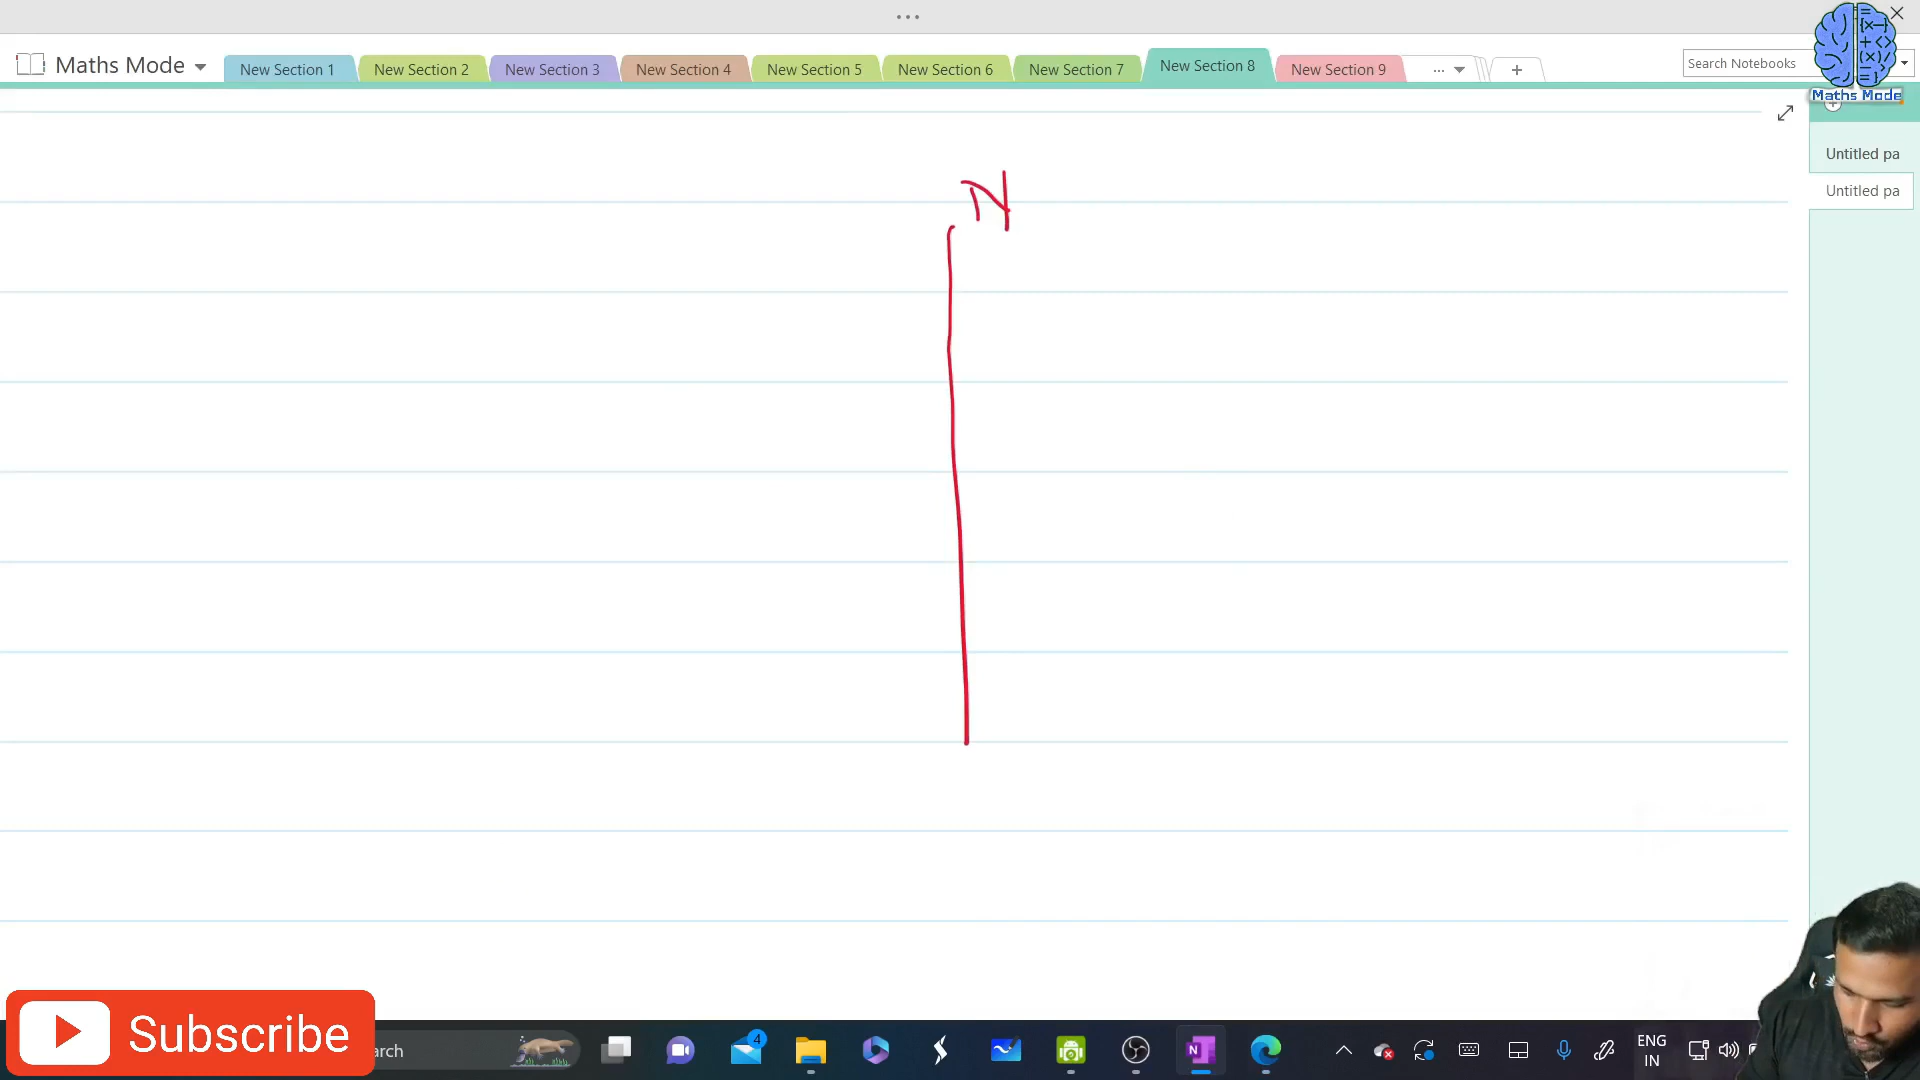 Maths Mode
New Section 1 New Section 2 New Section 3 New Section 4 New Section 5 New Section 6 New Section 7 New Section 8 New Section 9 ... +
Search Notebooks
Maths Mode
Untitled pa
Untitled pa
N
Subscribe
arch
4
ENG
IN